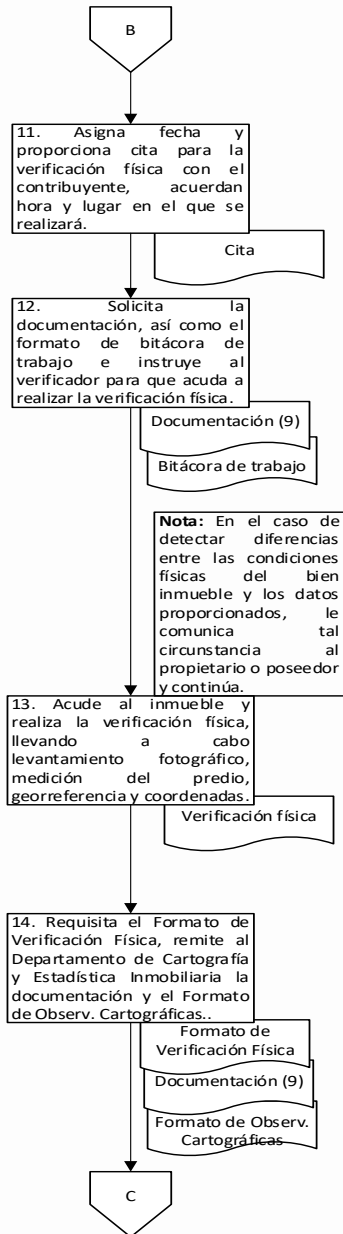 B
11. Asigna fecha y
proporciona cita para la
verificación física con el
contribuyente, acuerdan
hora y lugar en el que se
realizará.
Cita
12. Solicita la
documentación, así como el
formato de bitácora de
trabajo e instruye al
verificador para que acuda a
realizar la verificación física.
Documentación (9)
Bitácora de trabajo
Nota: En el caso de
detectar diferencias
entre las condiciones
físicas del bien
inmueble y los datos
proporcionados, le
comunica tal
circunstancia al
propietario o poseedor
y continúa.
13. Acude al inmueble y
realiza la verificación física,
llevando a cabo
levantamiento fotográfico,
medición del predio,
georreferencia y coordenadas.
Verificación física
14. Requisita el Formato de
Verificación Física, remite al
Departamento de Cartografía
y Estadística Inmobiliaria la
documentación y el Formato
de Observ. Cartográficas..
Formato de
Verificación Física
Documentación (9)
Formato de Observ.
Cartográficas
C